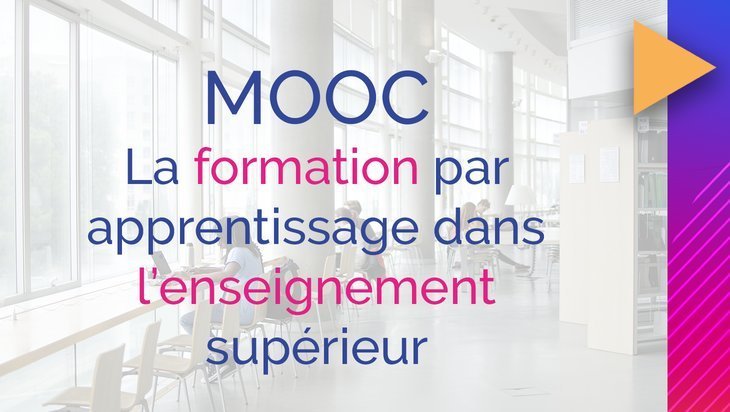 MOOC
La formation par
apprentissage dans
l'enseignement
supérieur